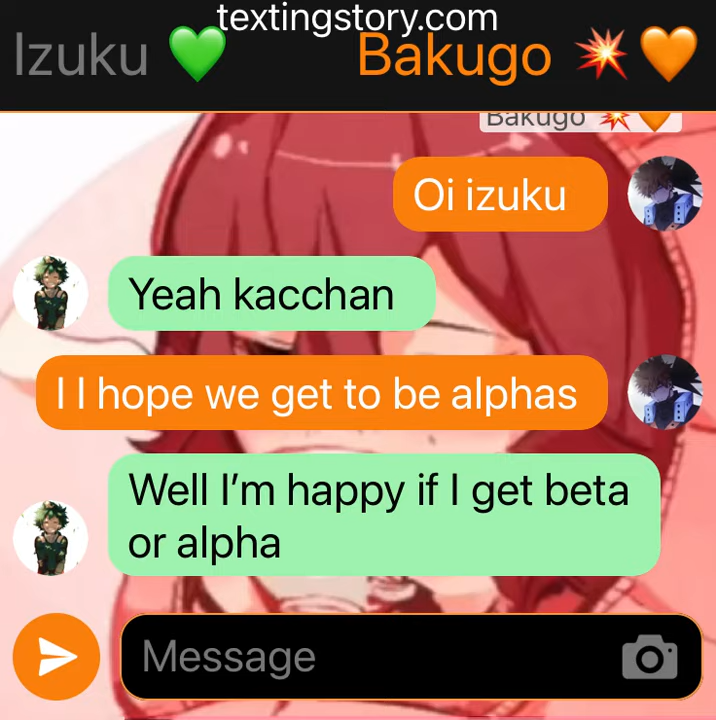 textingstory.com
Izuku 💚 Bakugo 💥🧡
Bakugo 💥🧡
Oi izuku
Yeah kacchan
I I hope we get to be alphas
Well I’m happy if I get beta
or alpha
Message